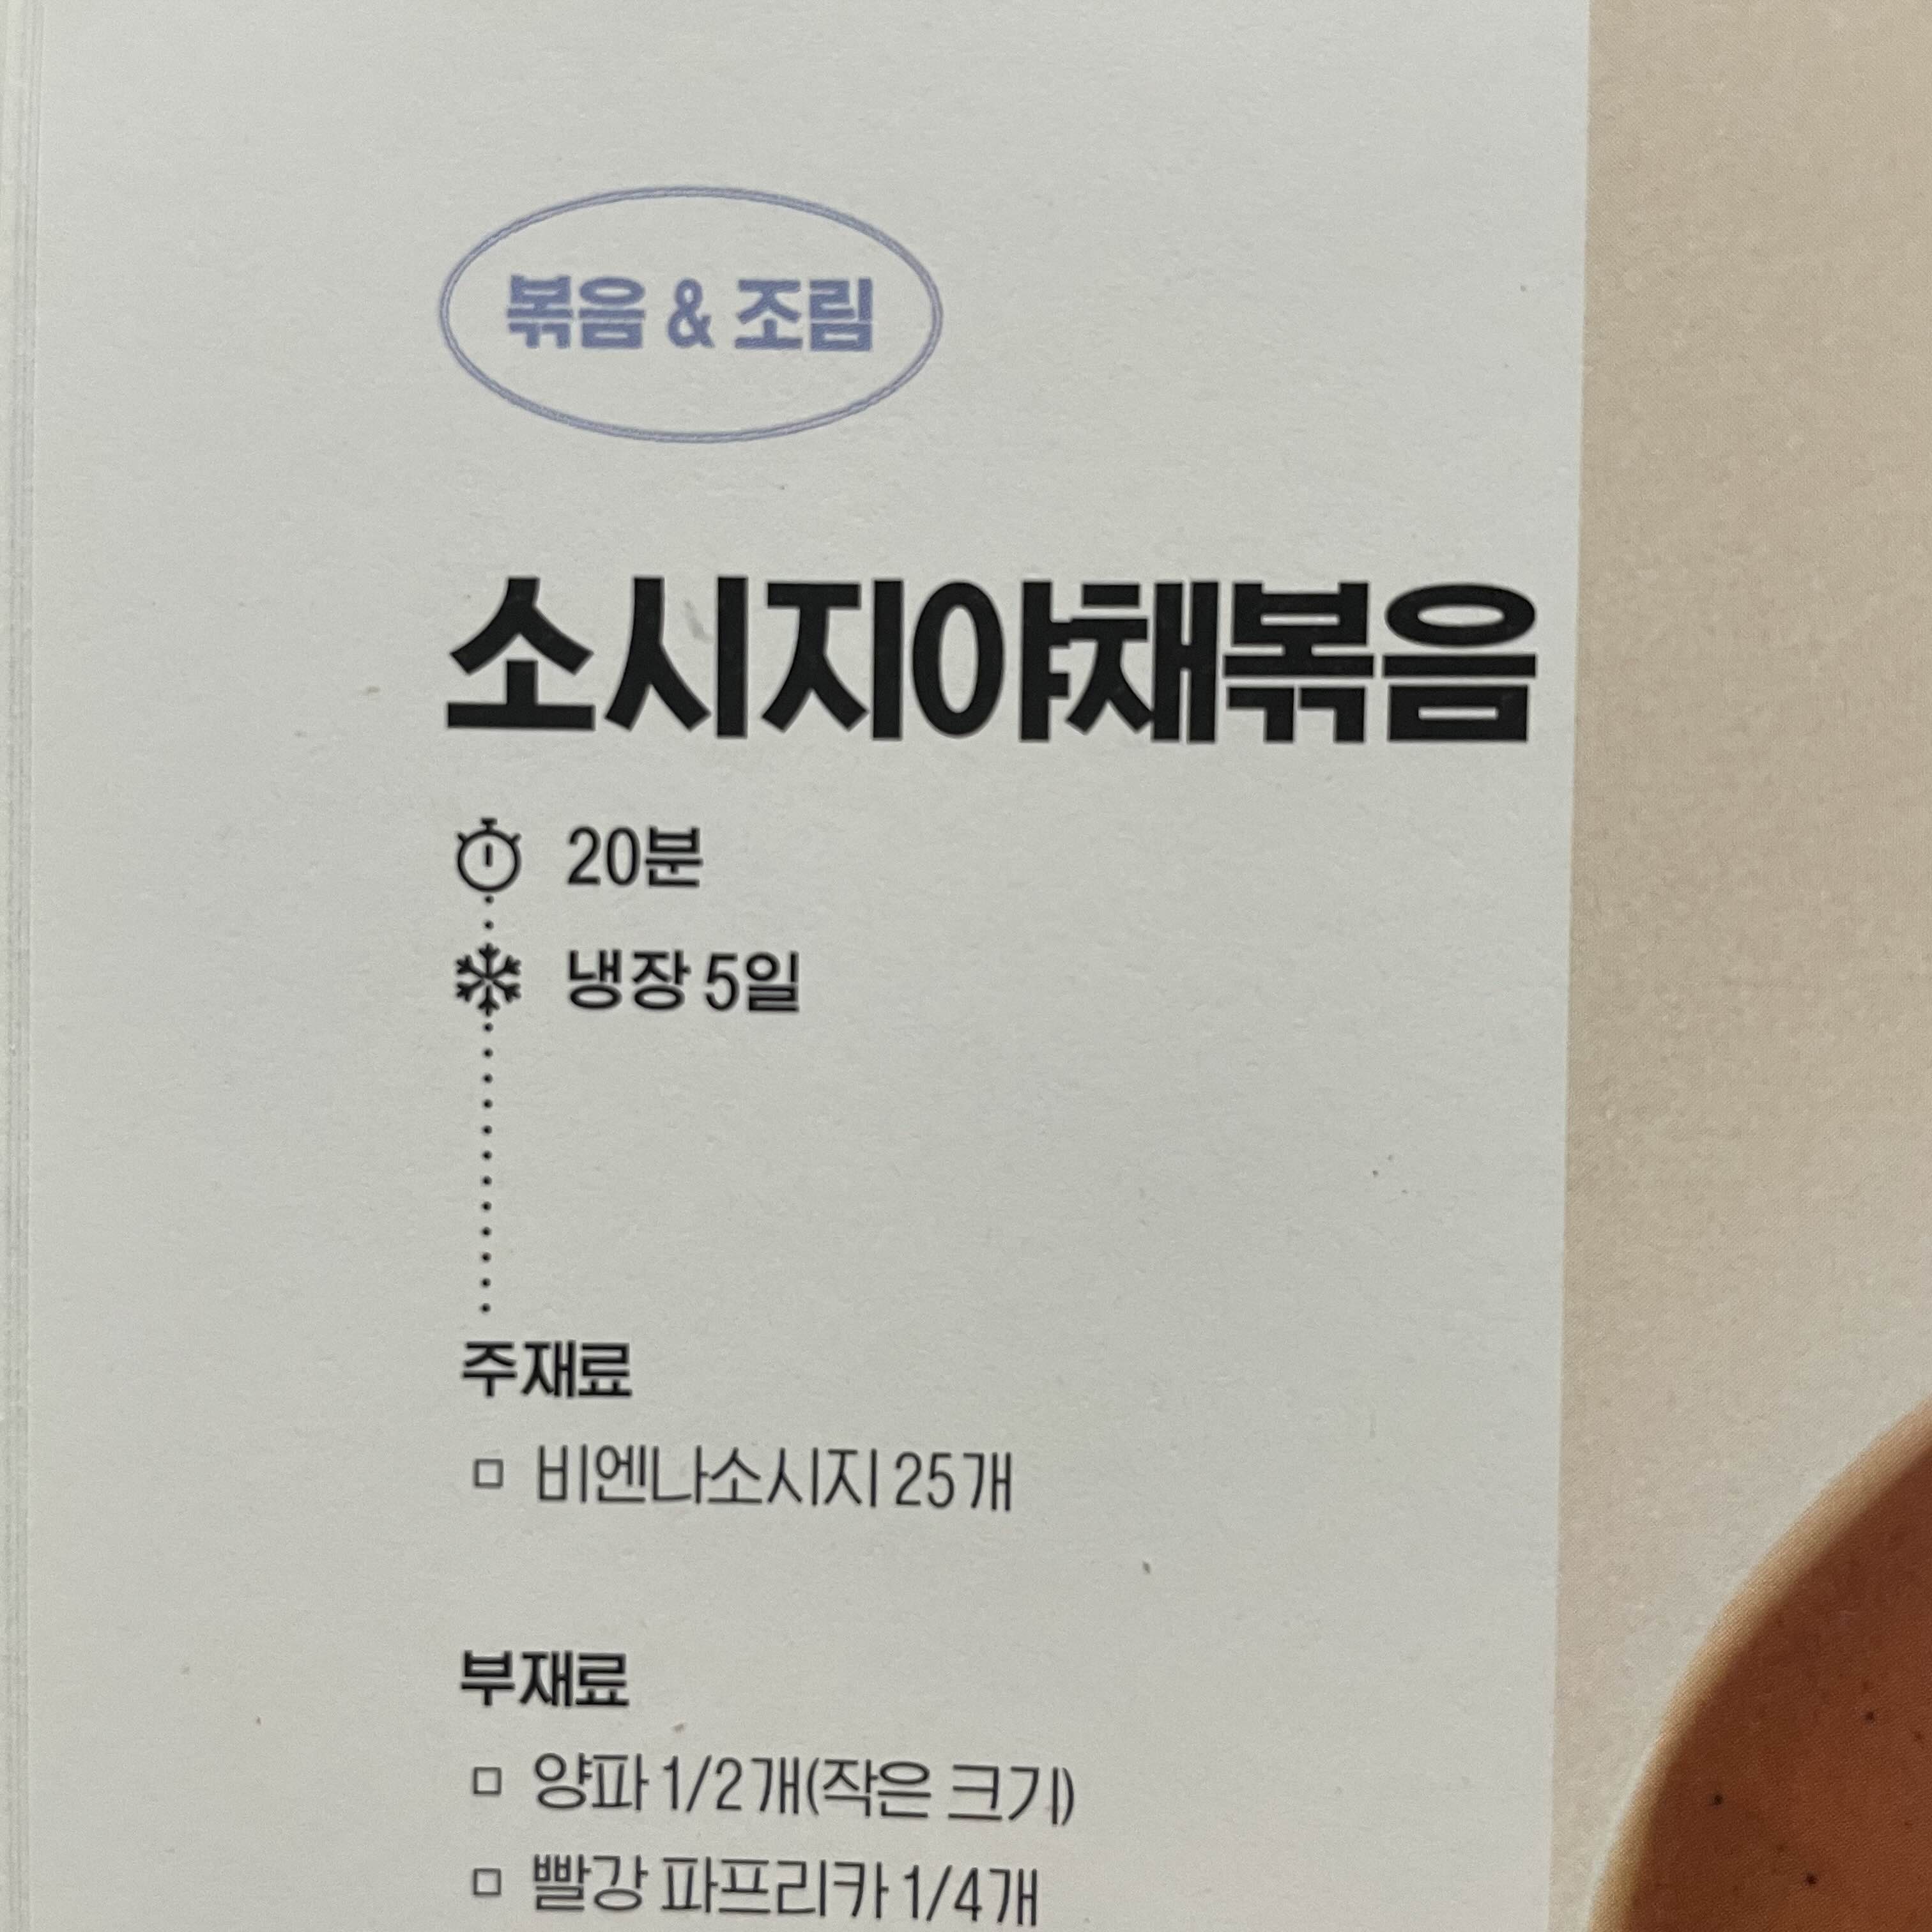 볶음 & 조림
소시지야채볶음
20분
냉장 5일
주재료
□ 비엔나소시지 25개
부재료
□ 양파 1/2개(작은 크기)
□ 빨강 파프리카 1/4개